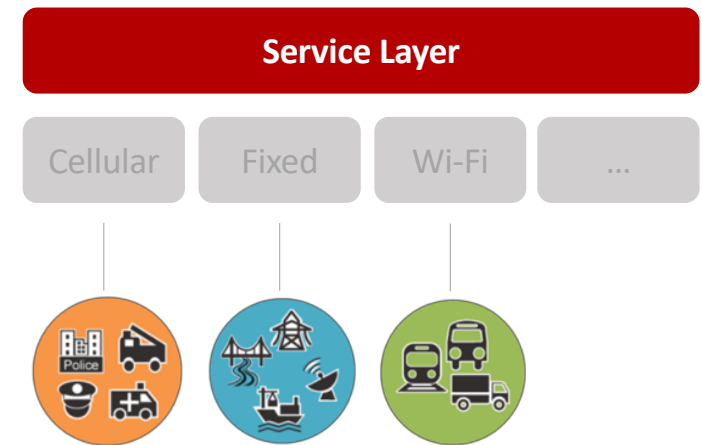 Service Layer
Cellular
Fixed
Wi-Fi
...
Police